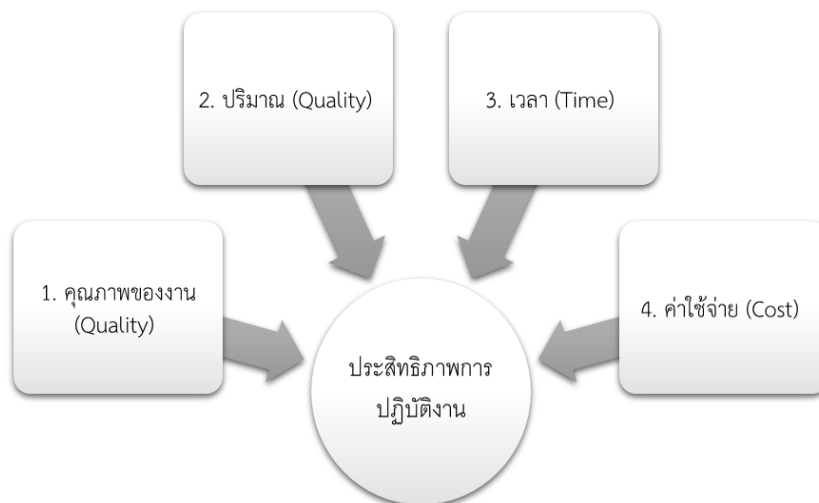 1. คุณภาพของงาน
(Quality)
2. ปริมาณ (Quality)
3. เวลา (Time)
4. ค่าใช้จ่าย (Cost)
ประสิทธิภาพการ
ปฏิบัติงาน